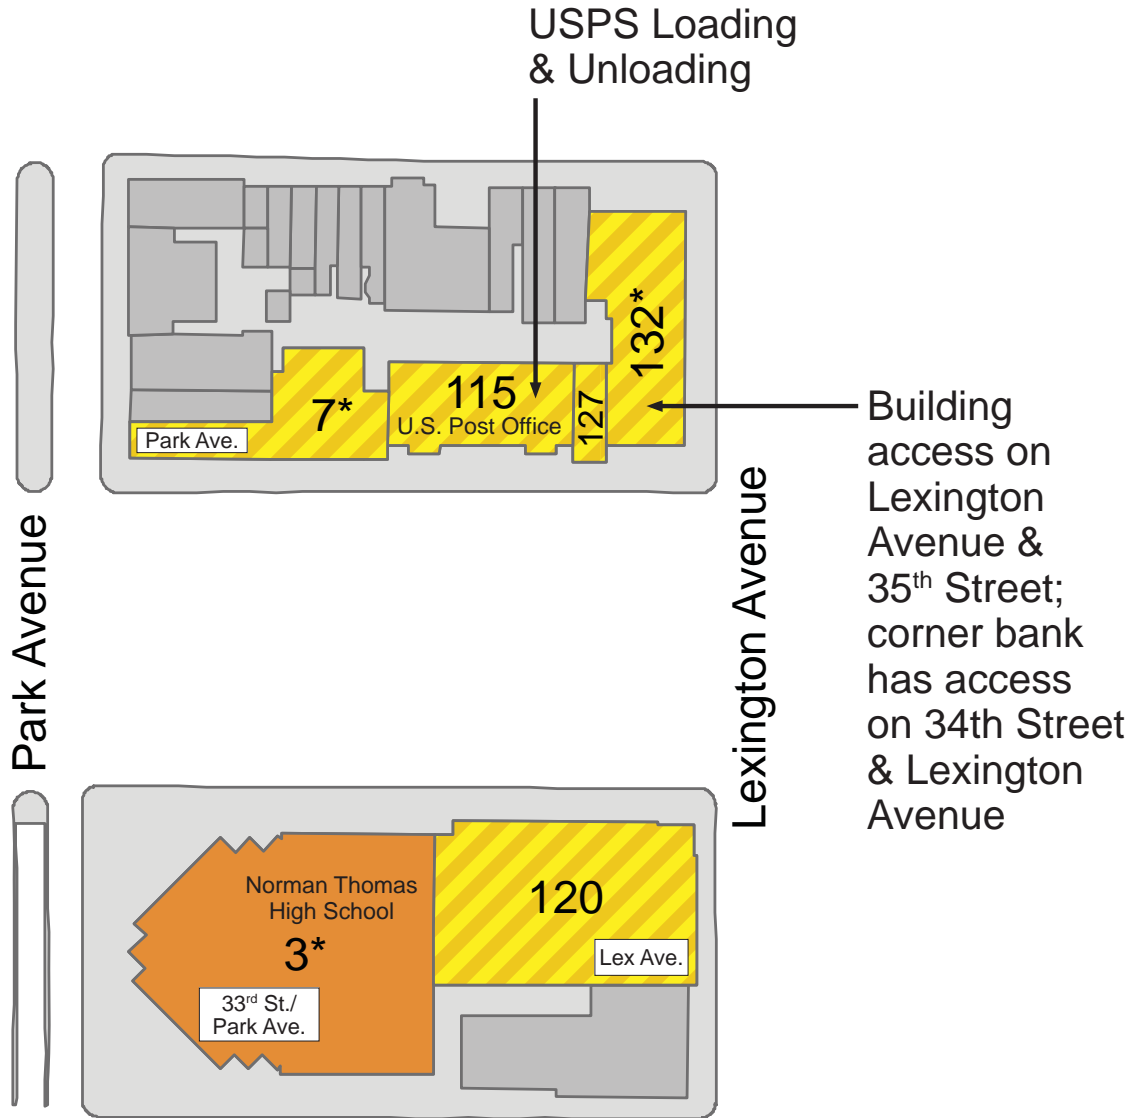 USPS Loading
& Unloading
132*
115
U.S. Post Office
127
7*
Park Ave.
Building
access on
Lexington
Avenue &
35th Street;
corner bank
has access
on 34th Street
& Lexington
Avenue
Park Avenue
Lexington Avenue
Norman Thomas
High School
3*
33rd St./
Park Ave.
120
Lex Ave.